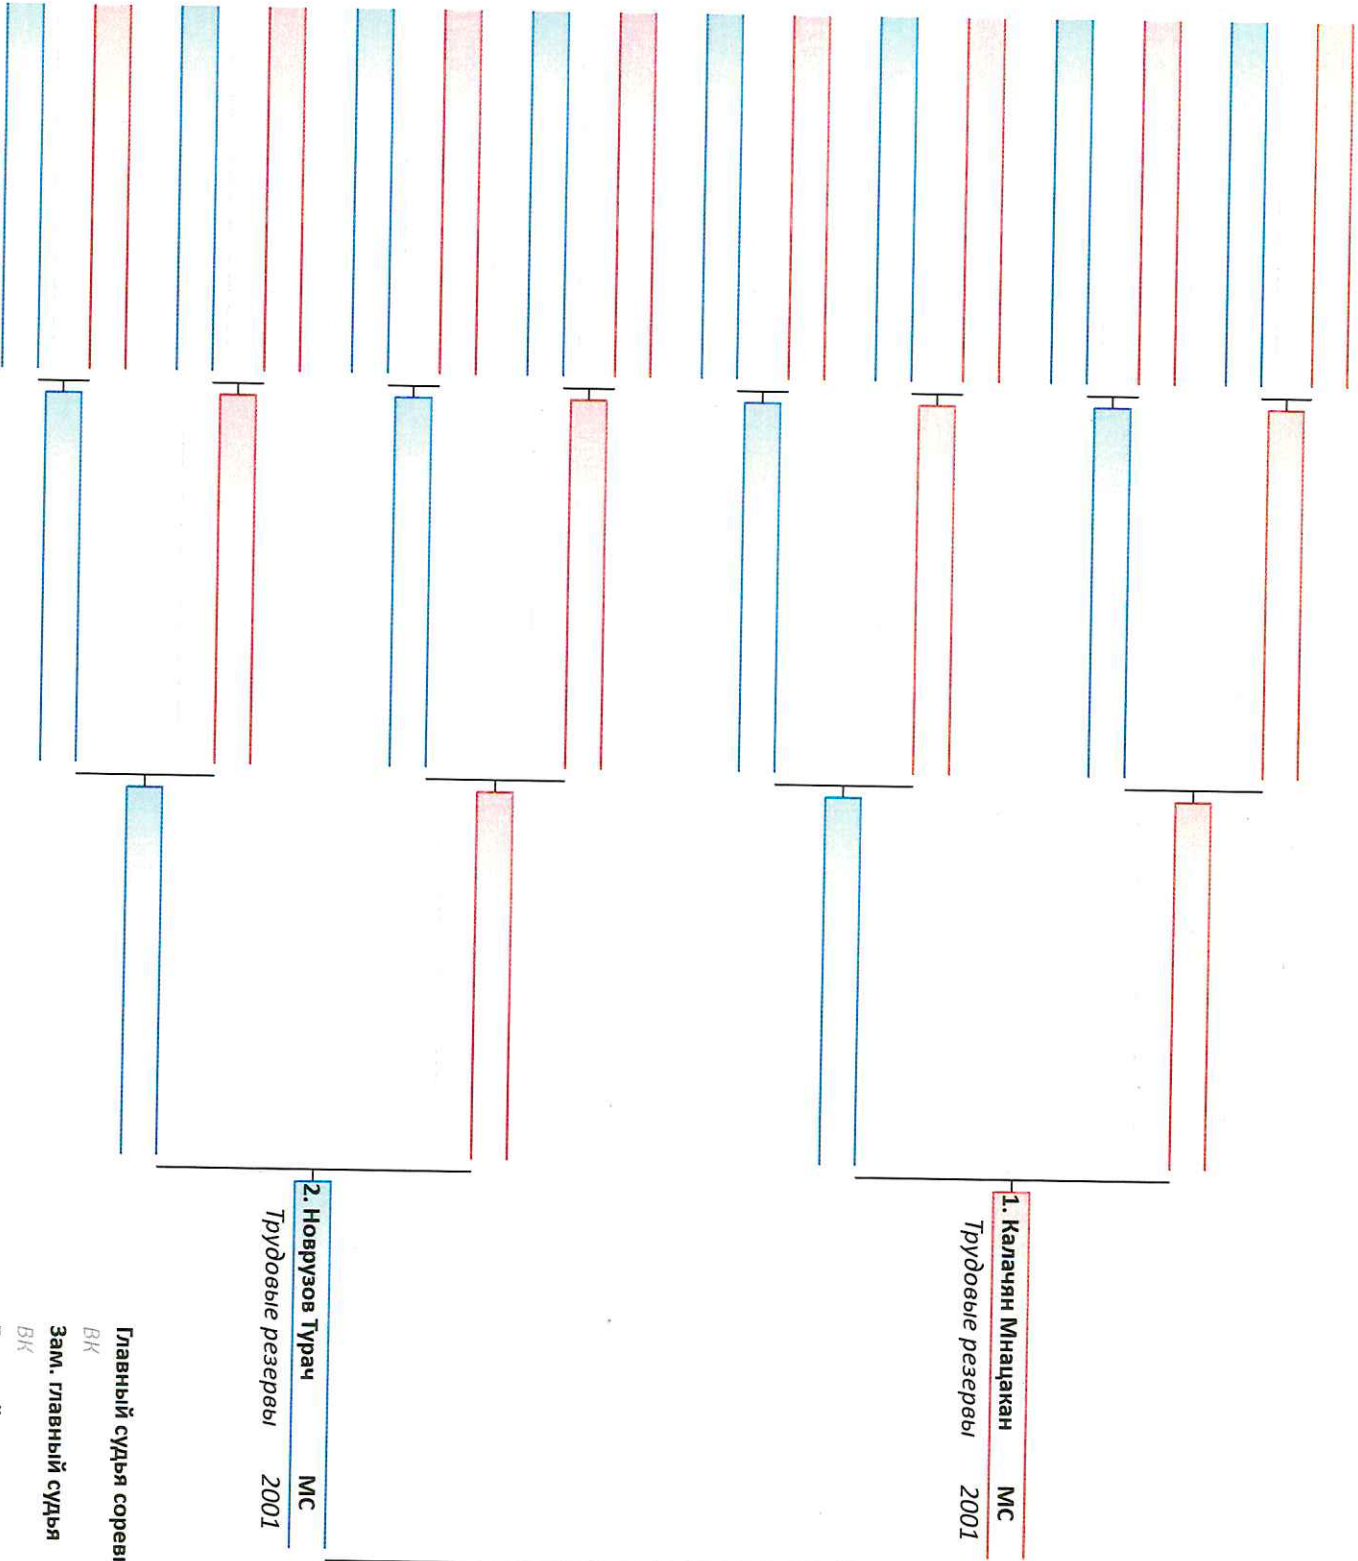 1. Калачян Мнацакан МС
Трудовые резервы 2001
2. Новрузов Турач МС
Трудовые резервы 2001
Главный судья
ВК
Зам. главный судья
ВК